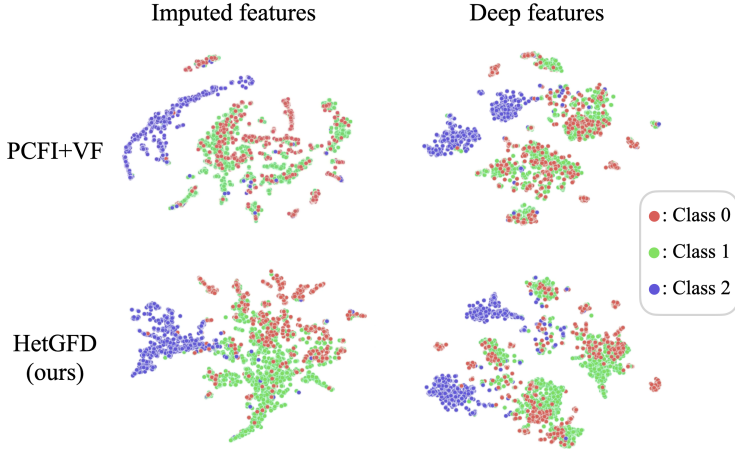 Imputed features
Deep features
PCFI+VF
: Class 0
: Class 1
: Class 2
HetGFD
(ours)